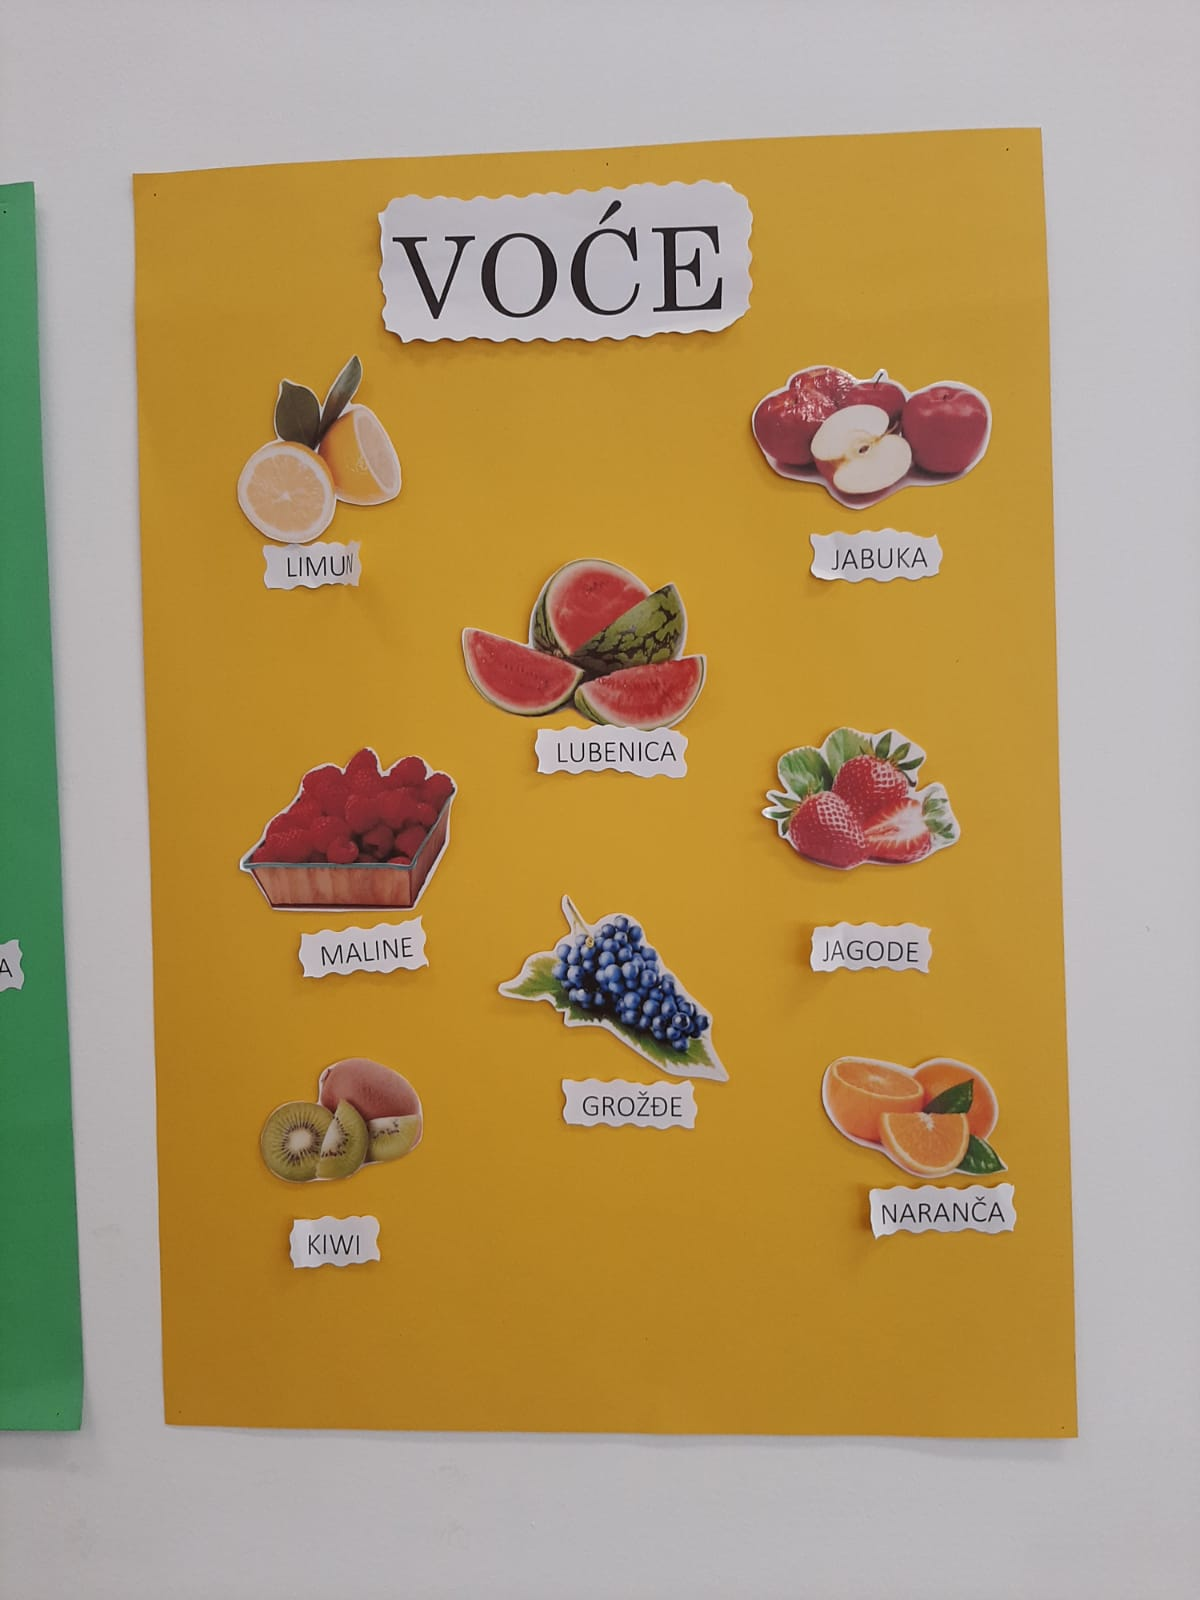 VOĆE
LIMUN
JABUKA
LUBENICA
MALINE
JAGODE
GROŽĐE
KIWI
NARANČA